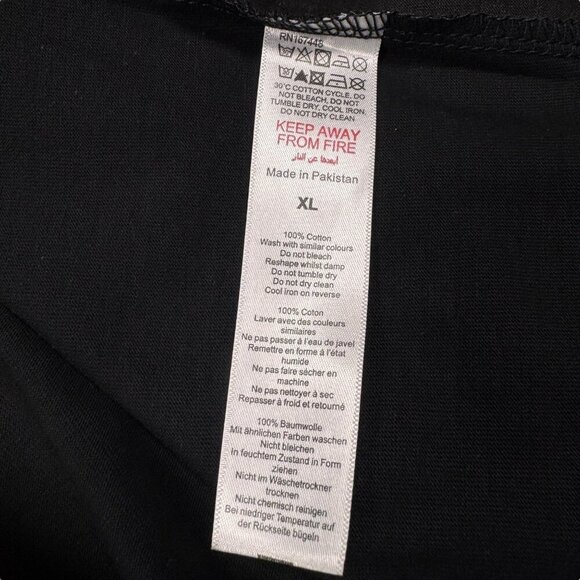 RN167448
30°C COTTON CYCLE, DO
NOT BLEACH, DO NOT
TUMBLE DRY, COOL IRON,
DO NOT DRY CLEAN
KEEP AWAY
FROM FIRE
أبعدها عن النار
Made in Pakistan
XL
100% Cotton
Wash with similar colours
Do not bleach
Reshape whilst damp
Do not tumble dry
Do not dry clean
Cool iron on reverse
100% Coton
Laver avec des couleurs
similaires
Ne pas passer à l'eau de javel
Remettre en forme à l'état
humide
Ne pas faire sécher en
machine
Ne pas nettoyer à sec
Repasser à froid et retourné
100% Baumwolle
Mit ähnlichen Farben waschen
Nicht bleichen
In feuchtem Zustand in Form
ziehen
Nicht im Wäschetrockner
trocknen
Nicht chemisch reinigen
Bei niedriger Temperatur auf
der Rückseite bügeln